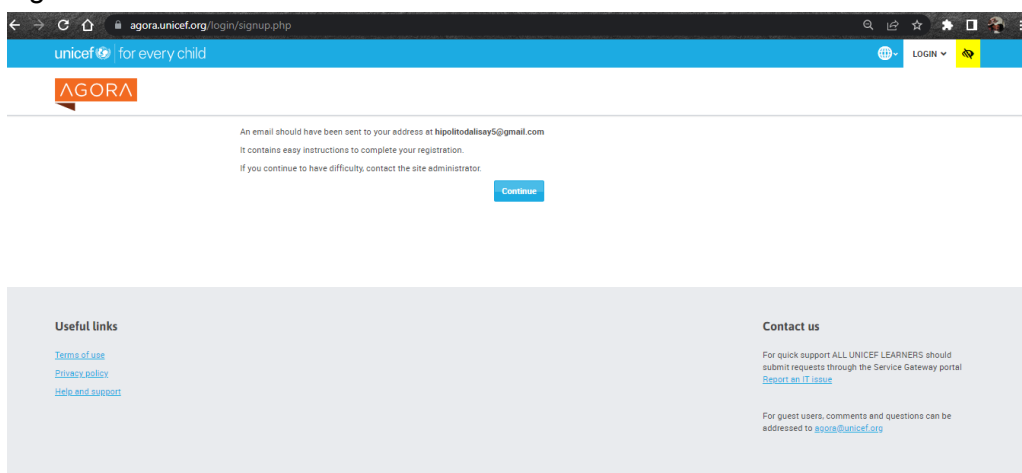 agora.unicef.org/login/signup.php
unicef for every child
LOGIN
AGORA
An email should have been sent to your address at hipolitodalisay5@gmail.com
It contains easy instructions to complete your registration.
If you continue to have difficulty, contact the site administrator.
Continue
Useful links
Terms of use
Privacy policy
Help and support
Contact us
For quick support ALL UNICEF LEARNERS should
submit requests through the Service Gateway portal
Report an IT issue
For guest users, comments and questions can be
addressed to agora@unicef.org